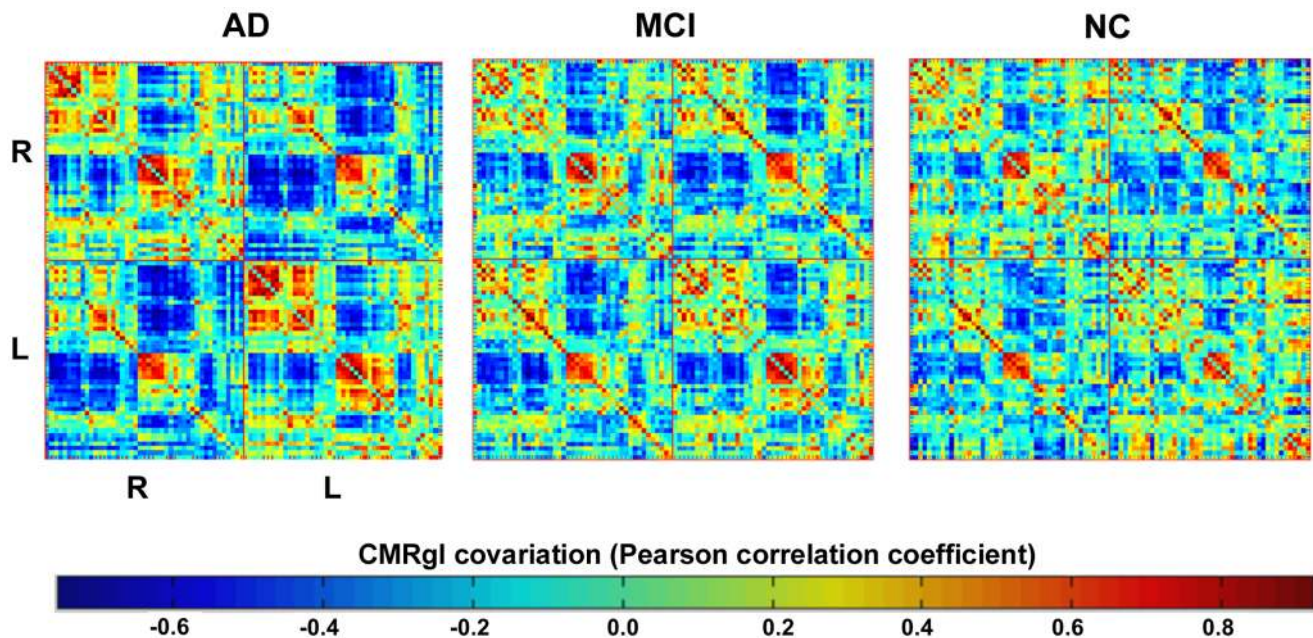 AD MCI NC
R
L
R L
CMRgl covariation (Pearson correlation coefficient)
-0.6 -0.4 -0.2 0.0 0.2 0.4 0.6 0.8